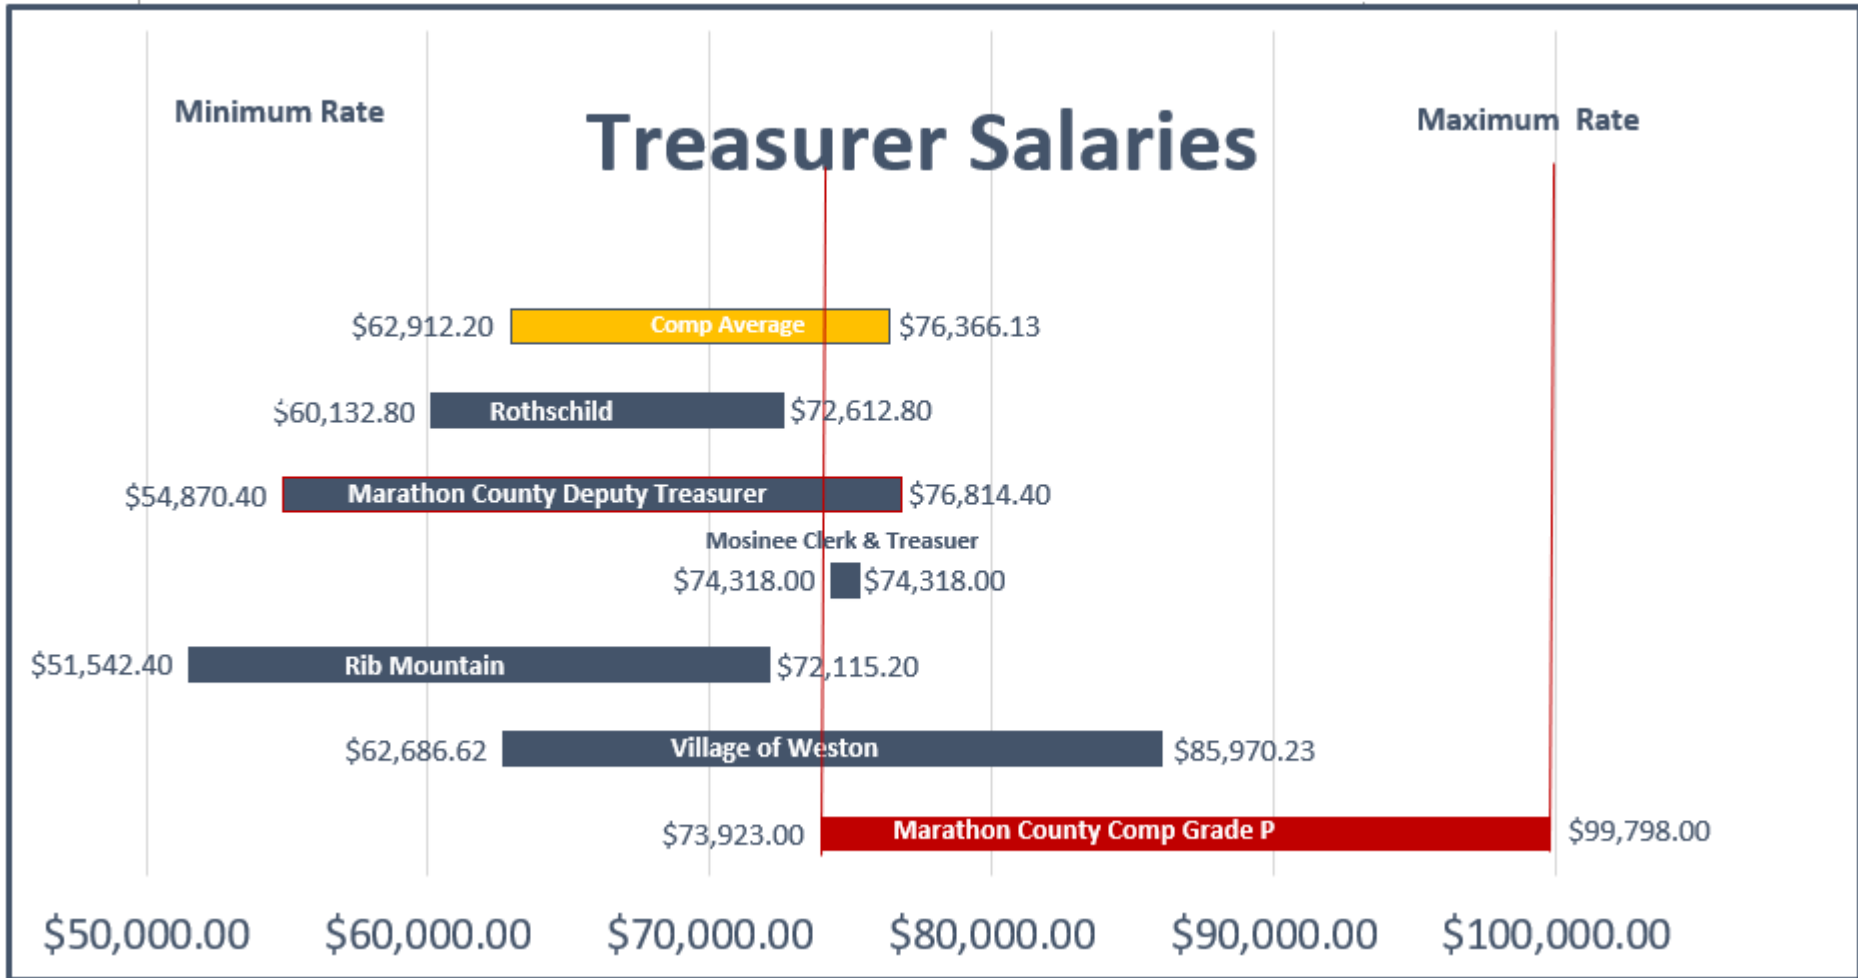 Minimum Rate
Treasurer Salaries
Maximum Rate
$62,912.20 Comp Average $76,366.13
$60,132.80 Rothschild $72,612.80
$54,870.40 Marathon County Deputy Treasurer $76,814.40
Mosinee Clerk & Treasuer
$74,318.00 $74,318.00
$51,542.40 Rib Mountain $72,115.20
$62,686.62 Village of Weston $85,970.23
$73,923.00 Marathon County Comp Grade P $99,798.00
$50,000.00 $60,000.00 $70,000.00 $80,000.00 $90,000.00 $100,000.00